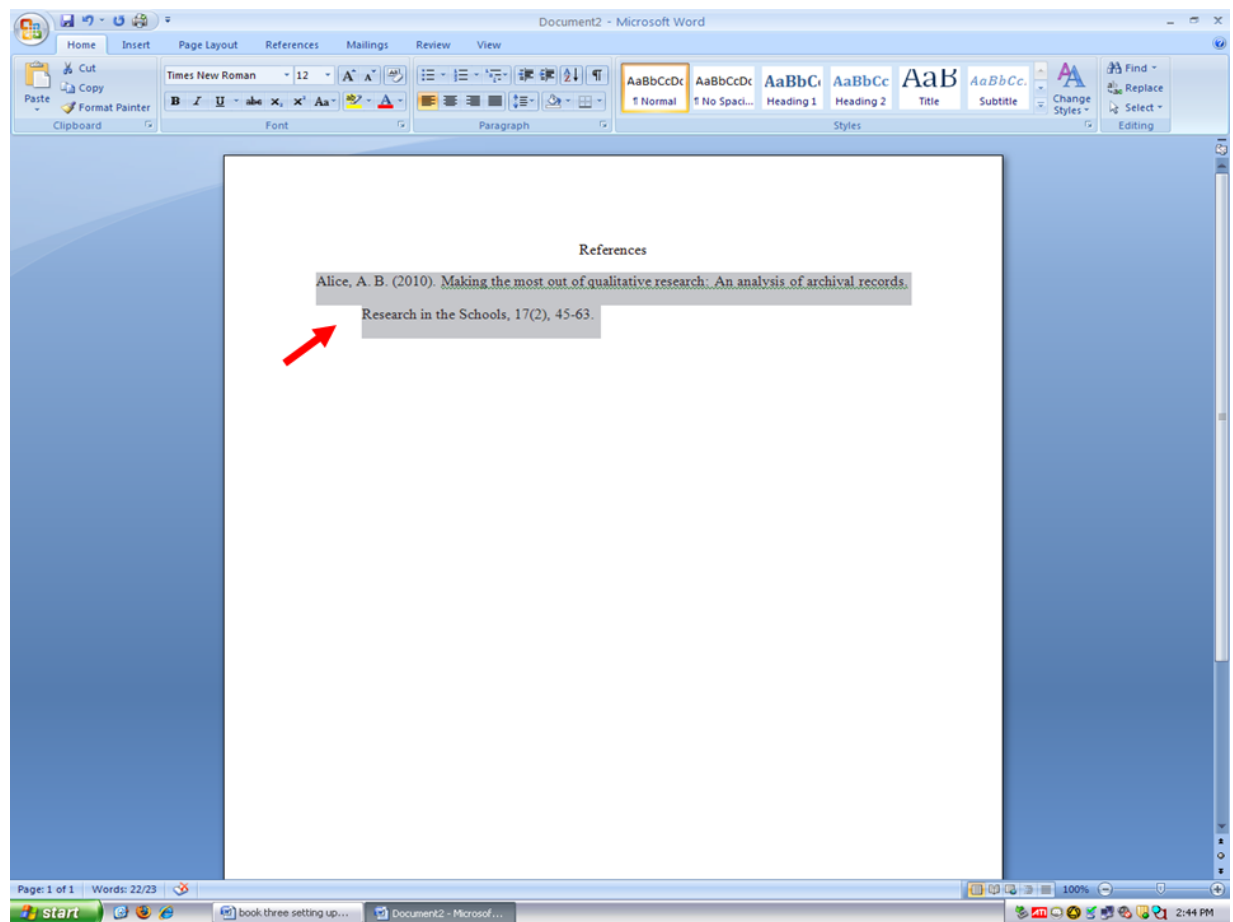 Document2 - Microsoft Word
Home Insert Page Layout References Mailings Review View
Paste
Cut
Copy
Format Painter
Clipboard
Times New Roman 12
B I U abc x, x² Aa A
Font
Paragraph
AaBbCcDc AaBbCcDc AaBbC AaBbCc AaB AaBbCc.
¶ Normal ¶ No Spaci... Heading 1 Heading 2 Title Subtitle
Change
Styles
Styles
Find
Replace
Select
Editing
References
Alice, A. B. (2010). Making the most out of qualitative research: An analysis of archival records.
Research in the Schools, 17(2), 45-63.
Page: 1 of 1 Words: 22/23 100%
start book three setting up... Document2 - Microsof... ATI 2:44 PM